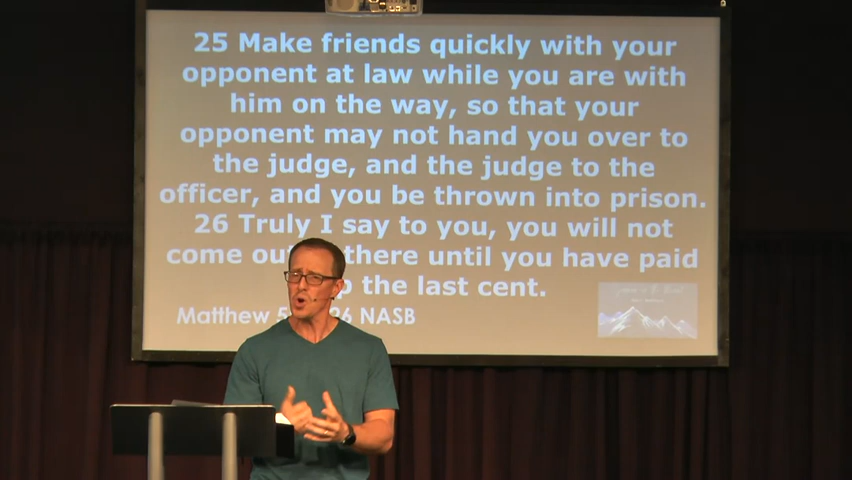 25 Make friends quickly with your
opponent at law while you are with
him on the way, so that your
opponent may not hand you over to
the judge, and the judge to the
officer, and you be thrown into prison.
26 Truly I say to you, you will not
come out there until you have paid
the last cent.
Matthew 26 NASB